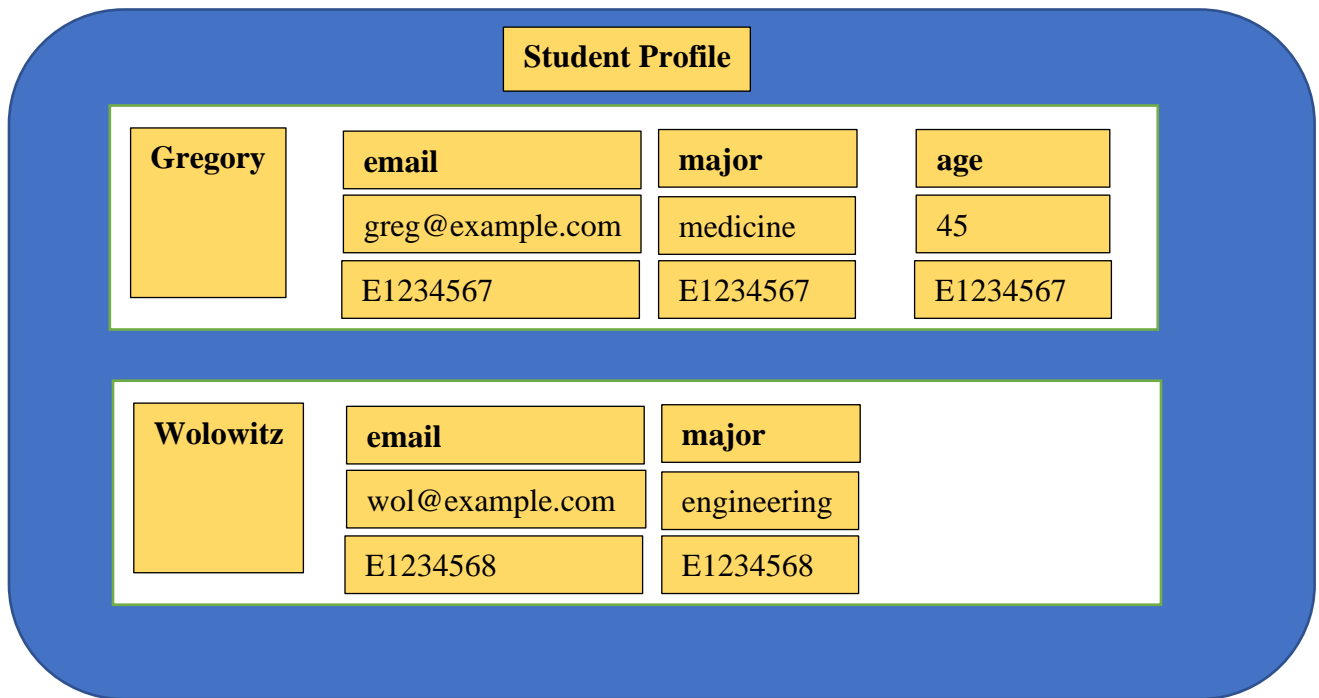 Student Profile
Gregory
email
major
age
greg@example.com
medicine
45
E1234567
E1234567
E1234567
Wolowitz
email
major
wol@example.com
engineering
E1234568
E1234568